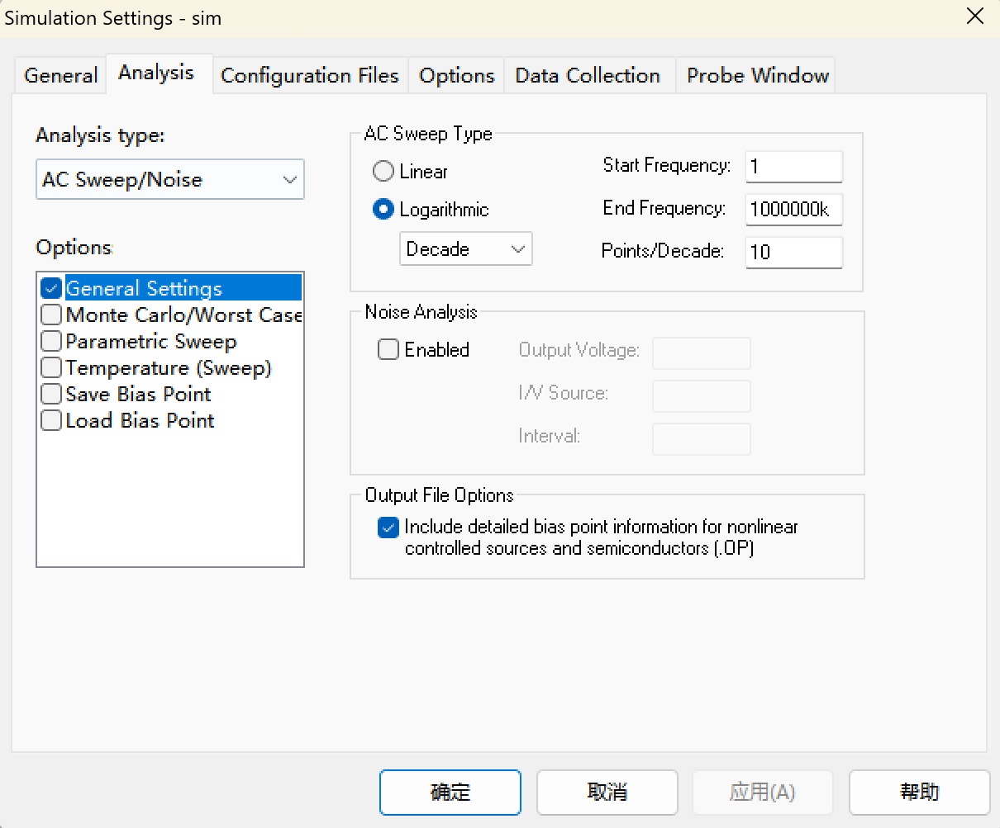 Simulation Settings - sim
General
Analysis
Configuration Files
Options
Data Collection
Probe Window
Analysis type:
AC Sweep/Noise
Options:
General Settings
Monte Carlo/Worst Case
Parametric Sweep
Temperature (Sweep)
Save Bias Point
Load Bias Point
AC Sweep Type
Linear
Logarithmic
Decade
Start Frequency:
1
End Frequency:
1000000k
Points/Decade:
10
Noise Analysis
Enabled
Output Voltage:
I/V Source:
Interval:
Output File Options
Include detailed bias point information for nonlinear
controlled sources and semiconductors (.OP)
确定
取消
应用(A)
帮助